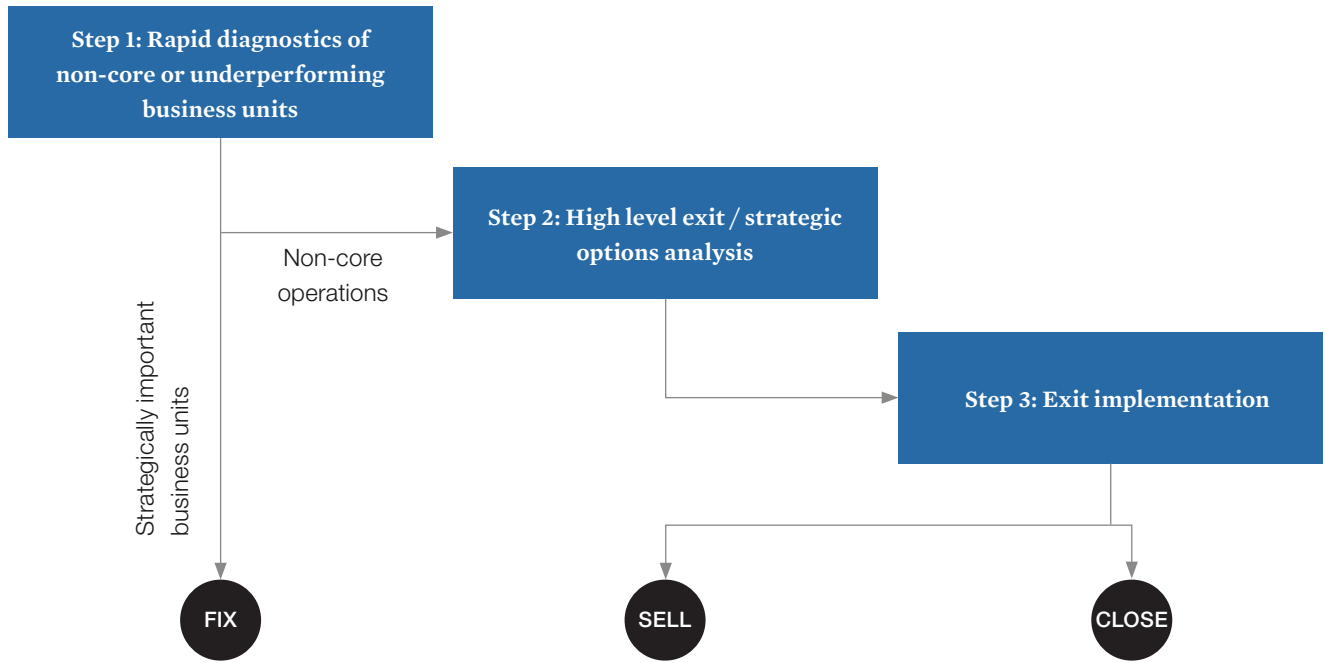 Step 1: Rapid diagnostics of
non-core or underperforming
business units
Step 2: High level exit / strategic
options analysis
Non-core
operations
Strategically important
business units
Step 3: Exit implementation
FIX
SELL
CLOSE